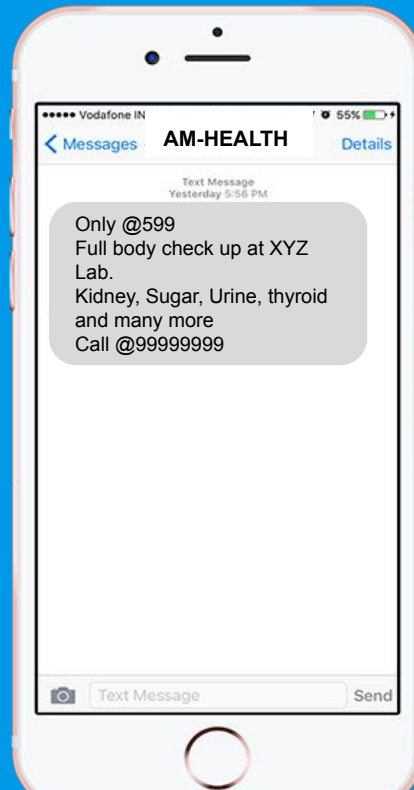 Vodafone IN
55%
Messages
AM-HEALTH
Details
Text Message
Yesterday 5:56 PM
Only @599
Full body check up at XYZ
Lab.
Kidney, Sugar, Urine, thyroid
and many more
Call @99999999
Text Message
Send